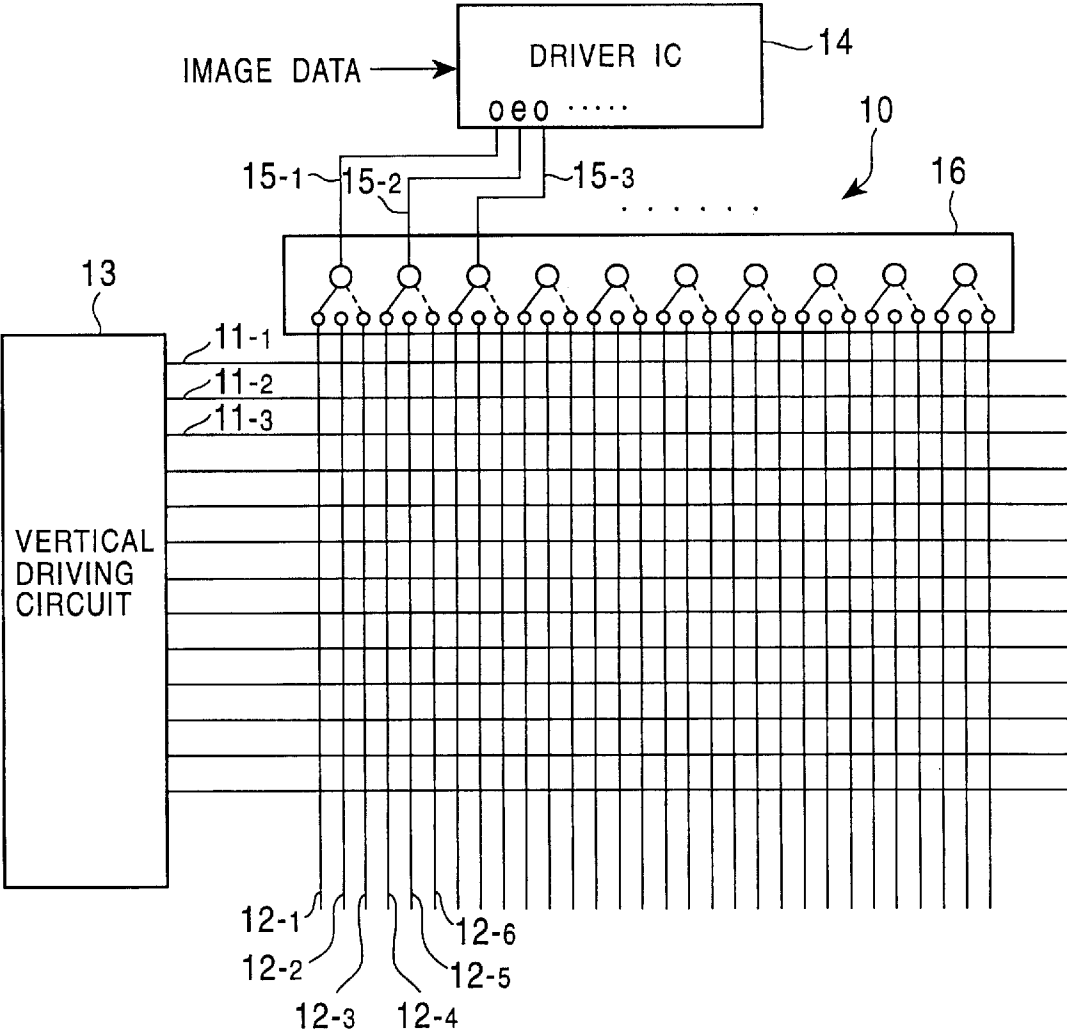 DRIVER IC
14
IMAGE DATA
o e o ·····
10
15-1
15-2
15-3
······
16
13
11-1
11-2
11-3
VERTICAL
DRIVING
CIRCUIT
12-1
12-6
12-2
12-5
12-3
12-4